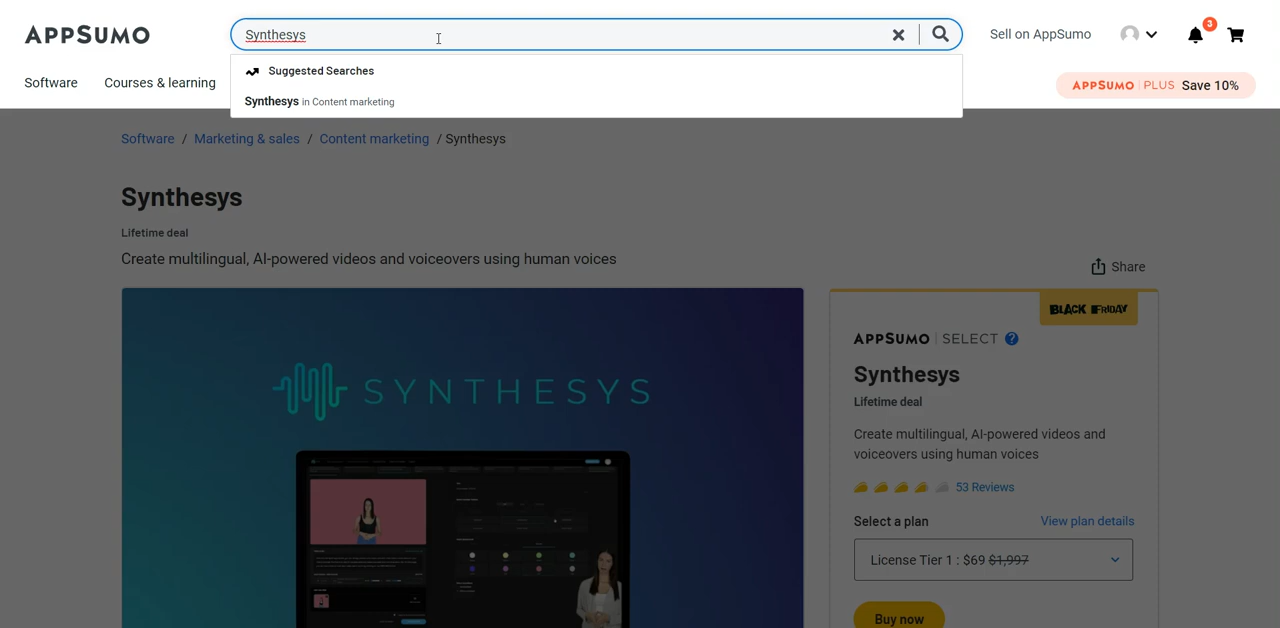 APPSUMO
Synthesys
Sell on AppSumo
3
Suggested Searches
Synthesys in Content marketing
Software
Courses & learning
APPSUMO PLUS Save 10%
Software / Marketing & sales / Content marketing / Synthesys
Synthesys
Lifetime deal
Create multilingual, AI-powered videos and voiceovers using human voices
Share
SYNTHESYS
BLACK FRIDAY
APPSUMO SELECT ?
Synthesys
Lifetime deal
Create multilingual, AI-powered videos and
voiceovers using human voices
53 Reviews
Select a plan
View plan details
License Tier 1 : $69 $1,997
Buy now